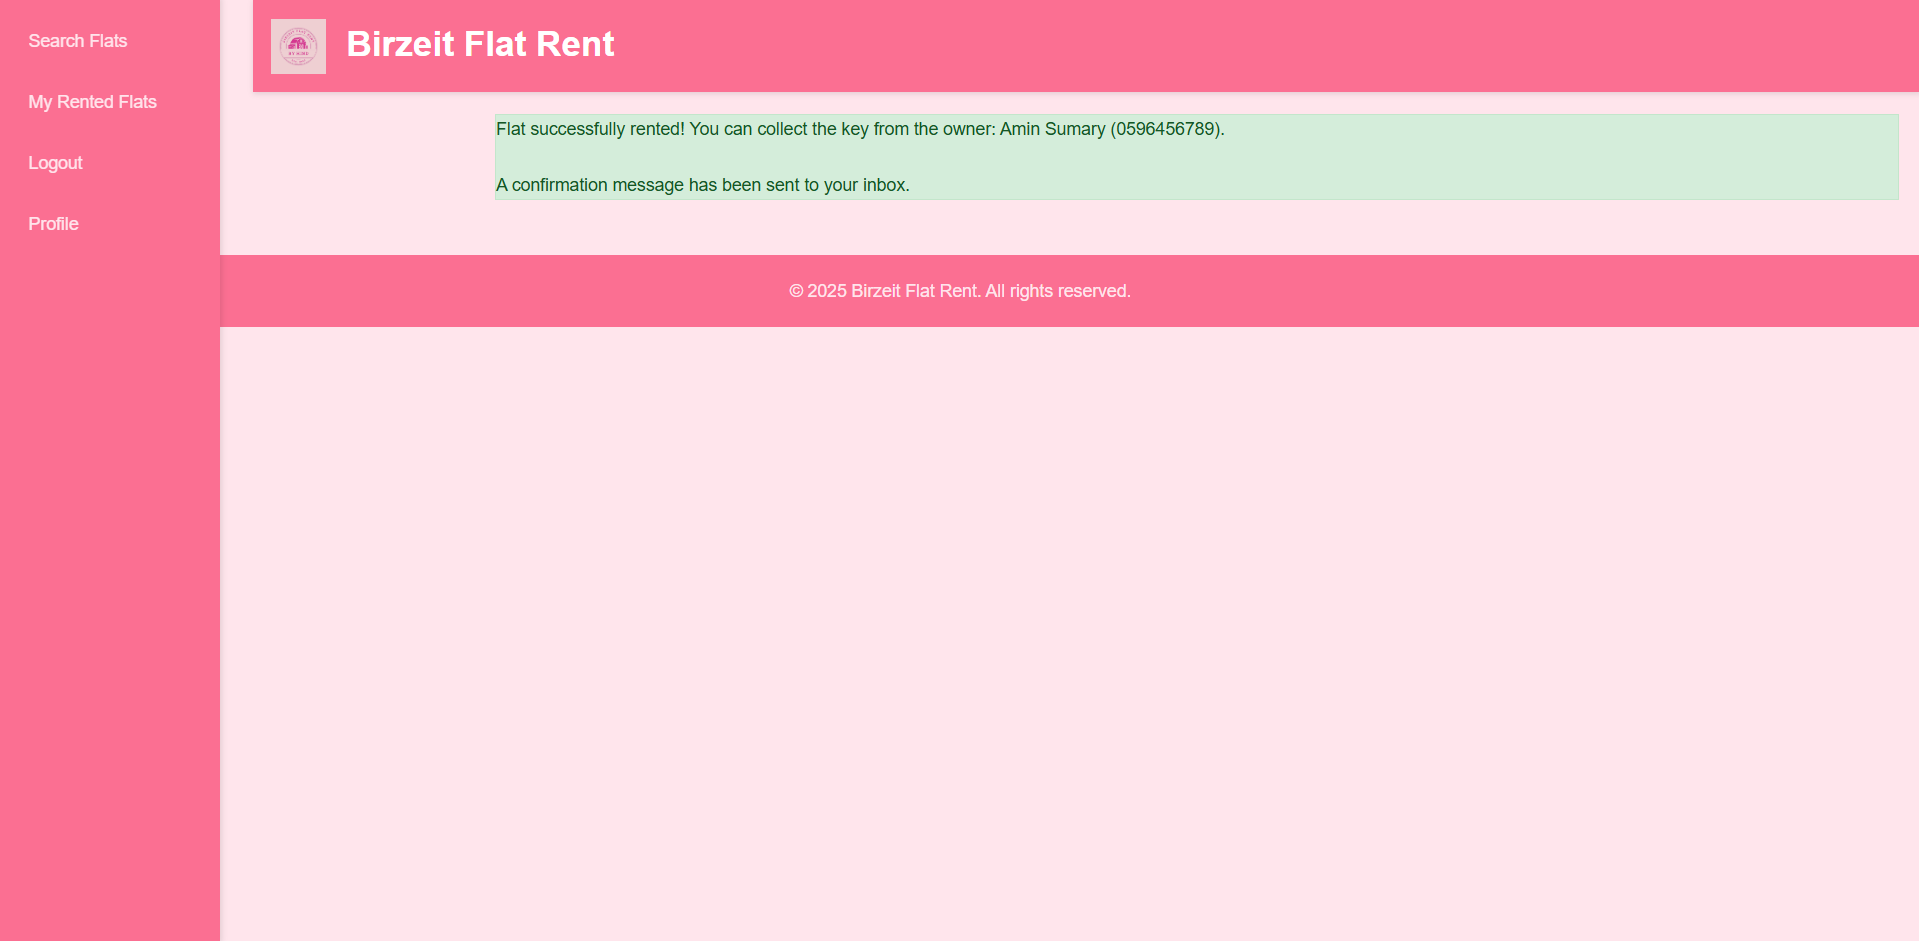 Search Flats
My Rented Flats
Logout
Profile
Birzeit Flat Rent
Flat successfully rented! You can collect the key from the owner: Amin Sumary (0596456789).
A confirmation message has been sent to your inbox.
© 2025 Birzeit Flat Rent. All rights reserved.